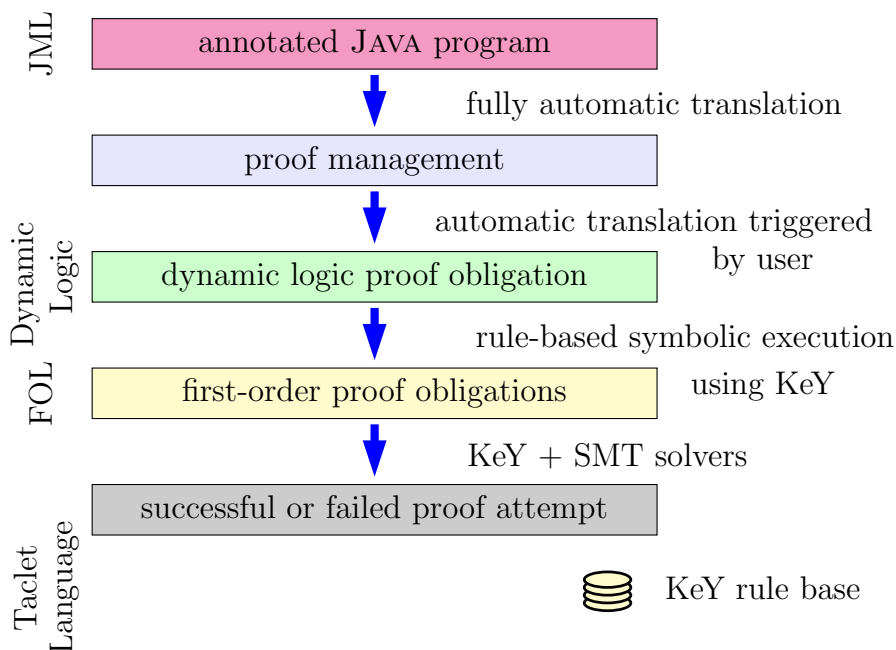 JML
annotated JAVA program
fully automatic translation
proof management
automatic translation triggered
by user
Dynamic
Logic
dynamic logic proof obligation
rule-based symbolic execution
using KeY
FOL
first-order proof obligations
KeY + SMT solvers
successful or failed proof attempt
Taclet
Language
KeY rule base